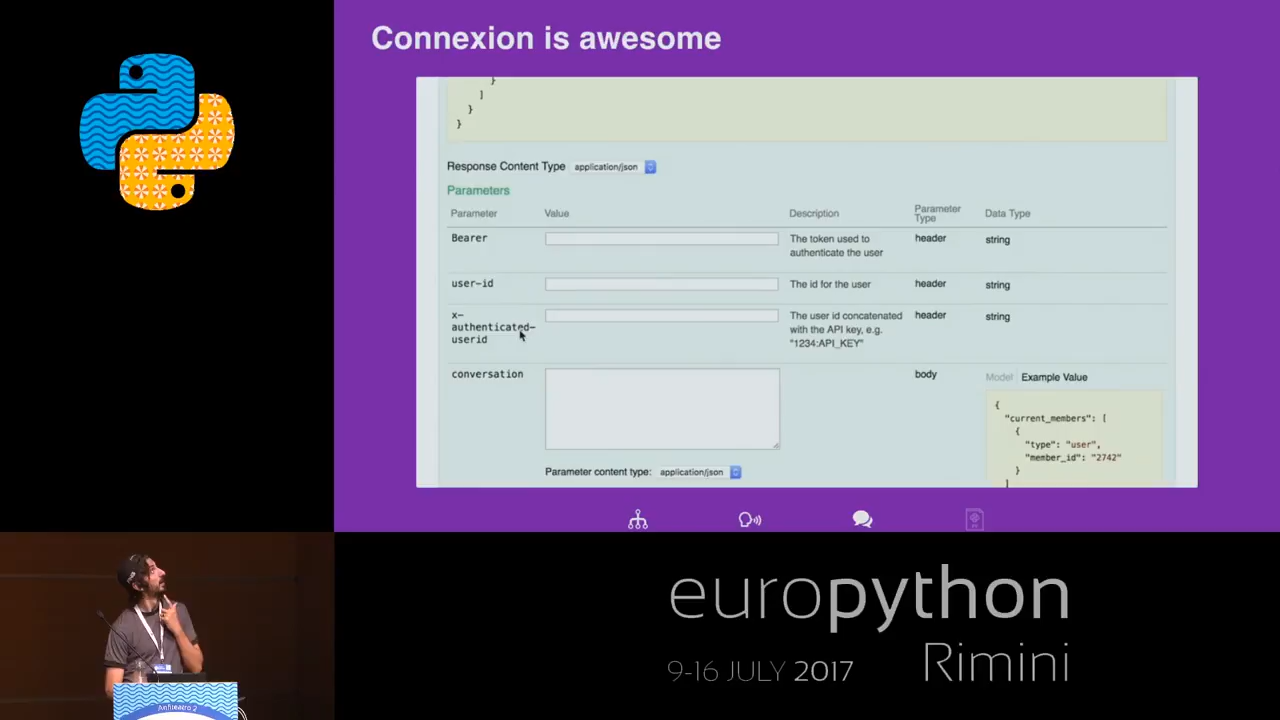 Connexion is awesome
}
]
}
}
Response Content Type application/json
Parameters
Parameter Value Description Parameter Type Data Type
Bearer The token used to authenticate the user header string
user-id The id for the user header string
x-authenticated-userid The user id concatenated with the API key, e.g. "1234:API_KEY" header string
conversation body Model Example Value
{
"current_members": [
{
"type": "user",
"member_id": "2742"
}
]
Parameter content type: application/json
europython
9-16 JULY 2017 Rimini
Anfiteatro 2